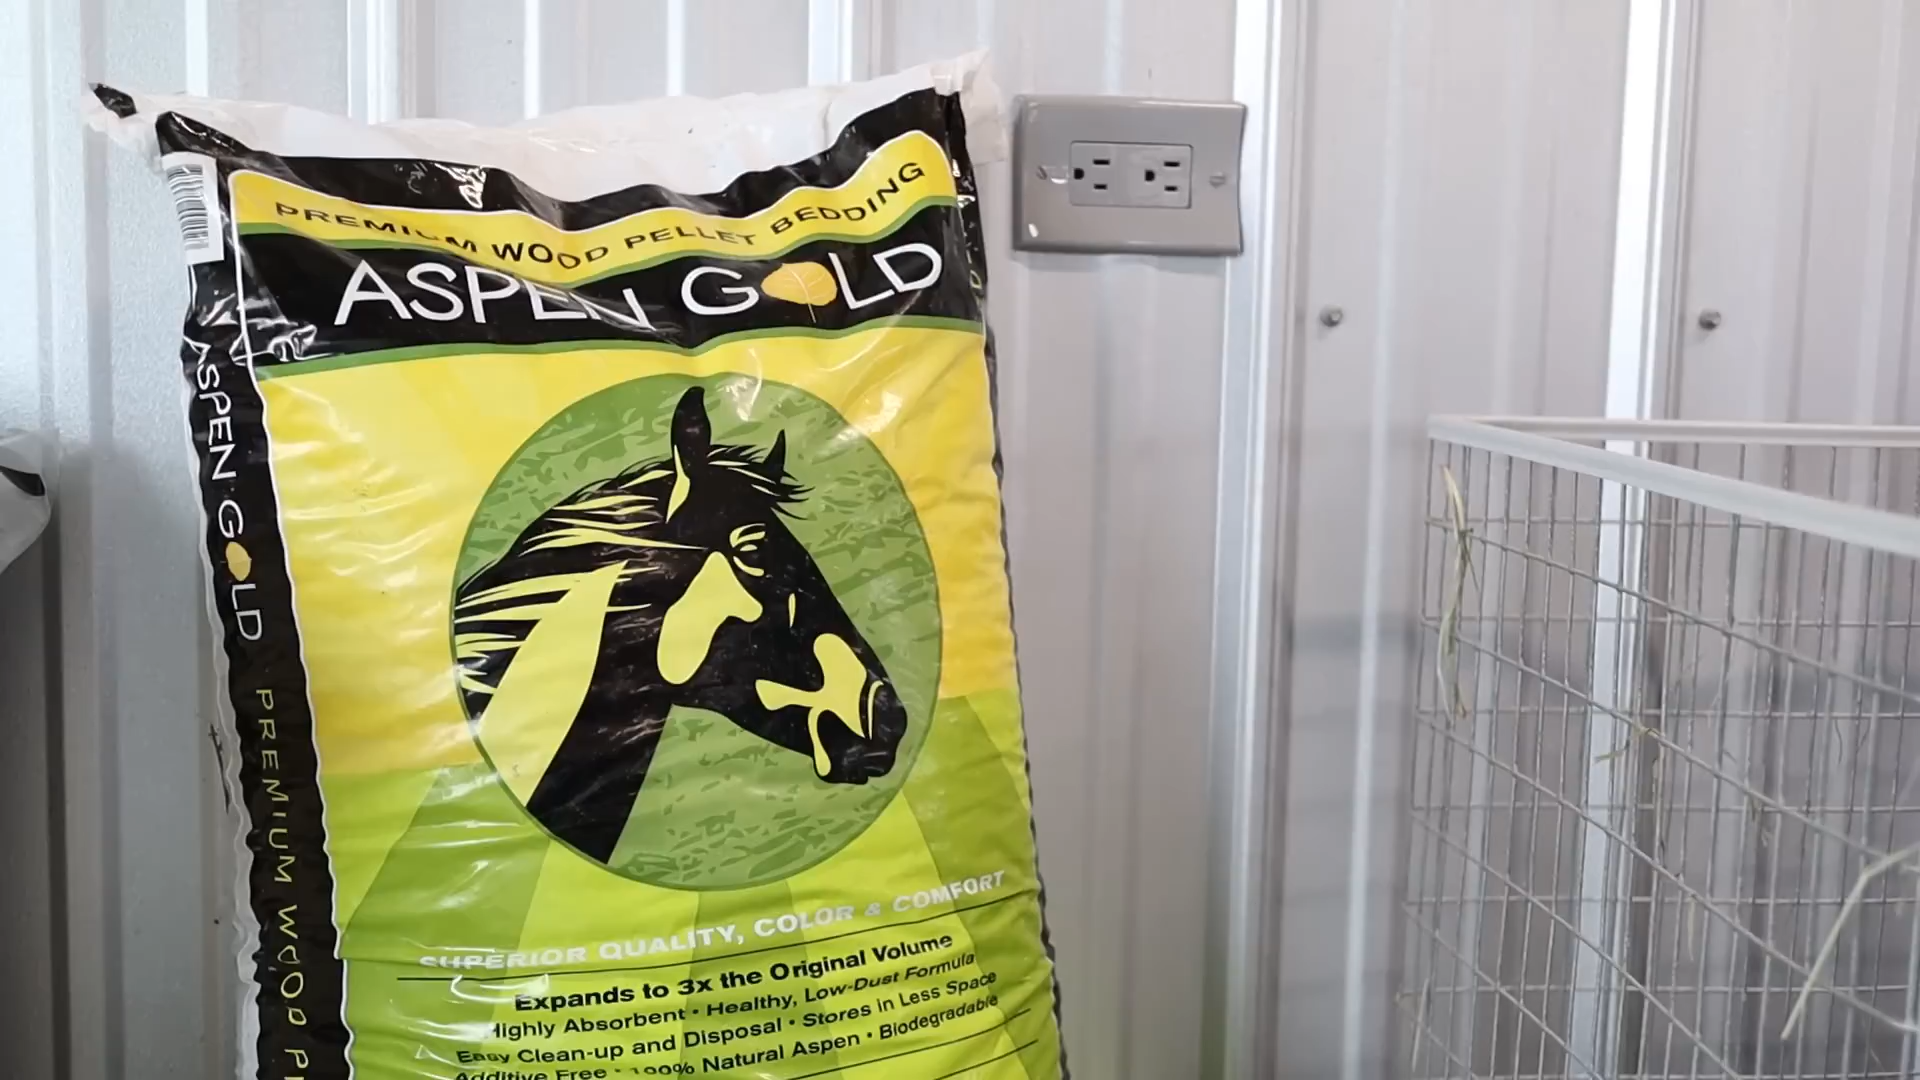 PREMIUM WOOD PELLET BEDDING
ASPEN GOLD
ASPEN GOLD PREMIUM WOOD
SUPERIOR QUALITY, COLOR & COMFORT
Expands to 3x the Original Volume
Highly Absorbent • Healthy, Low-Dust Formula
Easy Clean-up and Disposal • Stores in Less Space
Additive Free • 100% Natural Aspen • Biodegradable